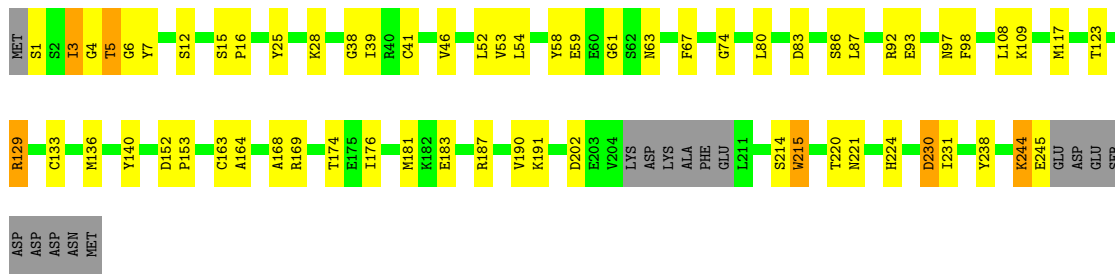 MET S1 S2 I3 G4 T5 G6 Y7 S12 S15 P16 Y25 K28 G38 I39 R40 C41 V46 L52 V53 L54 Y58 E59 E60 G61 S62 N63 F67 G74 L80 D83 S86 L87 R92 E93 N97 F98 L108 K109 M117 T123
R129 C133 M136 Y140 D152 P153 C163 A164 A168 R169 T174 E175 I176 M181 K182 E183 R187 V190 K191 D202 E203 V204 LYS ASP LYS ALA PHE GLU L211 S214 W215 T220 N221 H224 D230 I231 Y238 K244 E245 GLU ASP GLU SER
ASP ASP ASP ASN MET